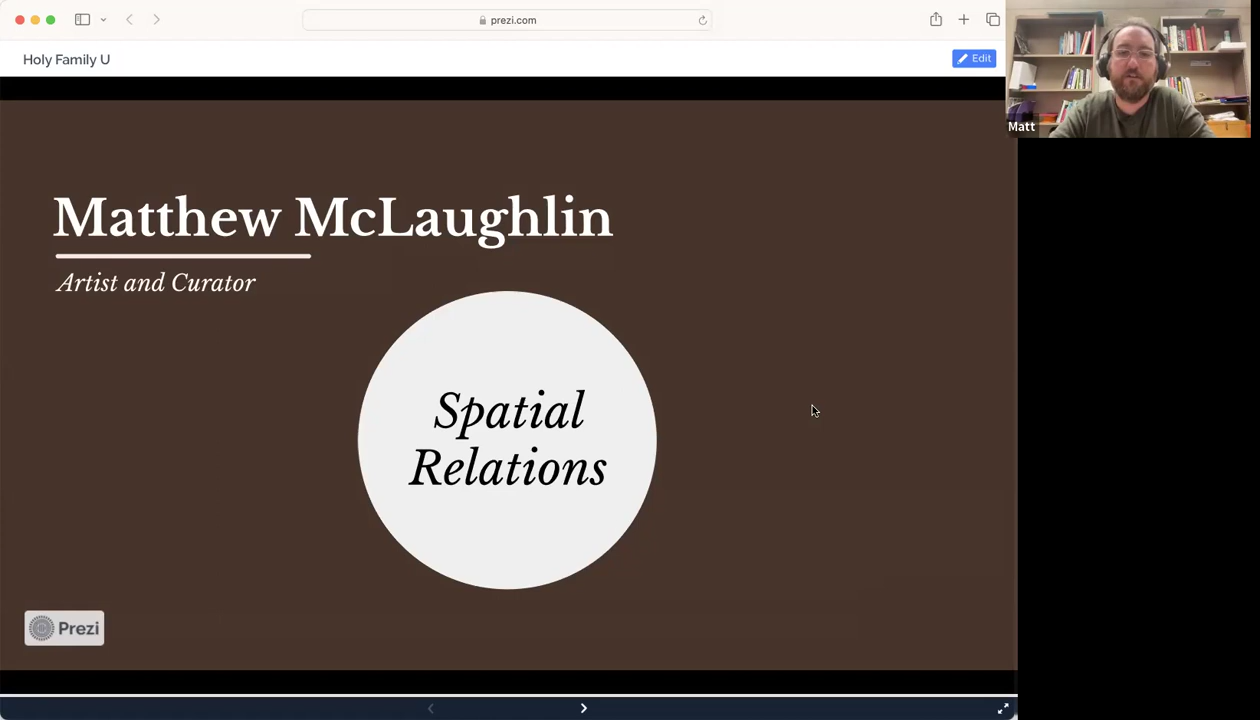 prezi.com
Holy Family U
Edit
Matt
Matthew McLaughlin
Artist and Curator
Spatial
Relations
Prezi